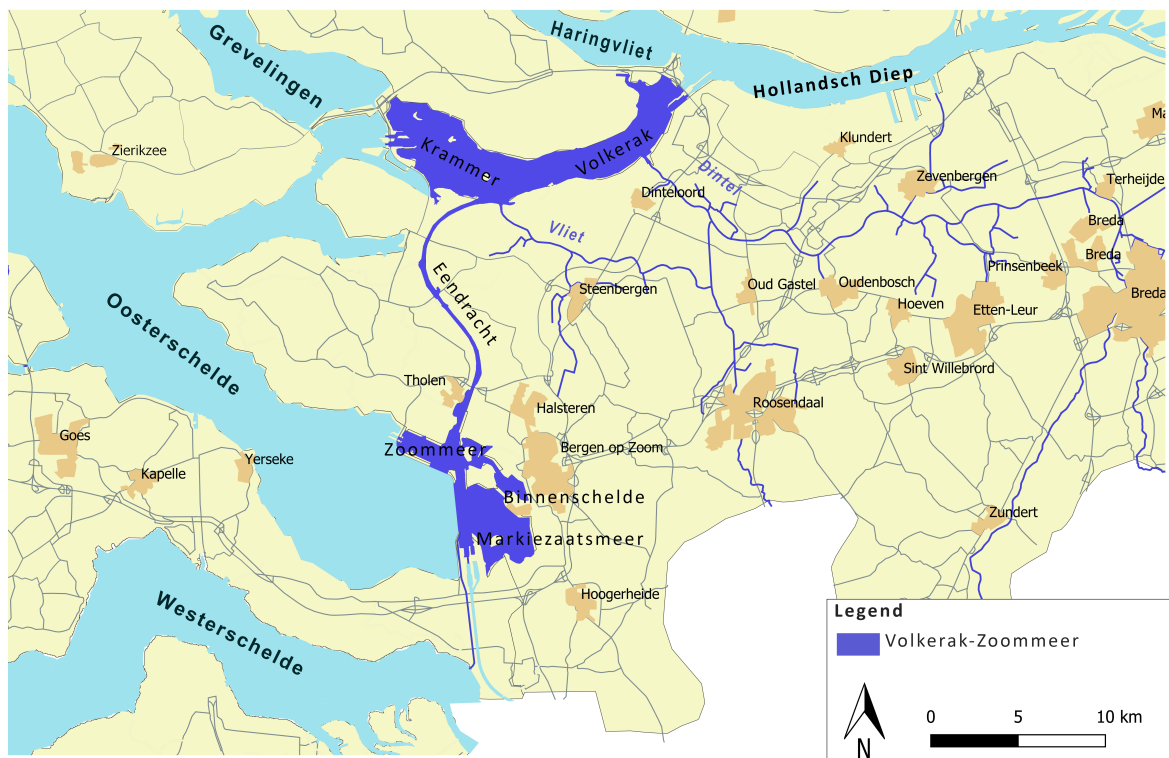 Grevelingen
Haringvliet
Hollandsch Diep
Zierikzee
Krammer
Volkerak
Klundert
Ma
Dinteloord
Dintel
Zevenbergen
Terheijde
Vliet
Breda
Breda
Prinsenbeek
Eendracht
Steenbergen
Oud Gastel
Oudenbosch
Hoeven
Etten-Leur
Breda
Oosterschelde
Tholen
Sint Willebrord
Halsteren
Roosendaal
Goes
Zoommeer
Bergen op Zoom
Kapelle
Yerseke
Binnenschelde
Markiezaatsmeer
Zundert
Hoogerheide
Westerschelde
Legend
Volkerak-Zoommeer
0 5 10 km
N